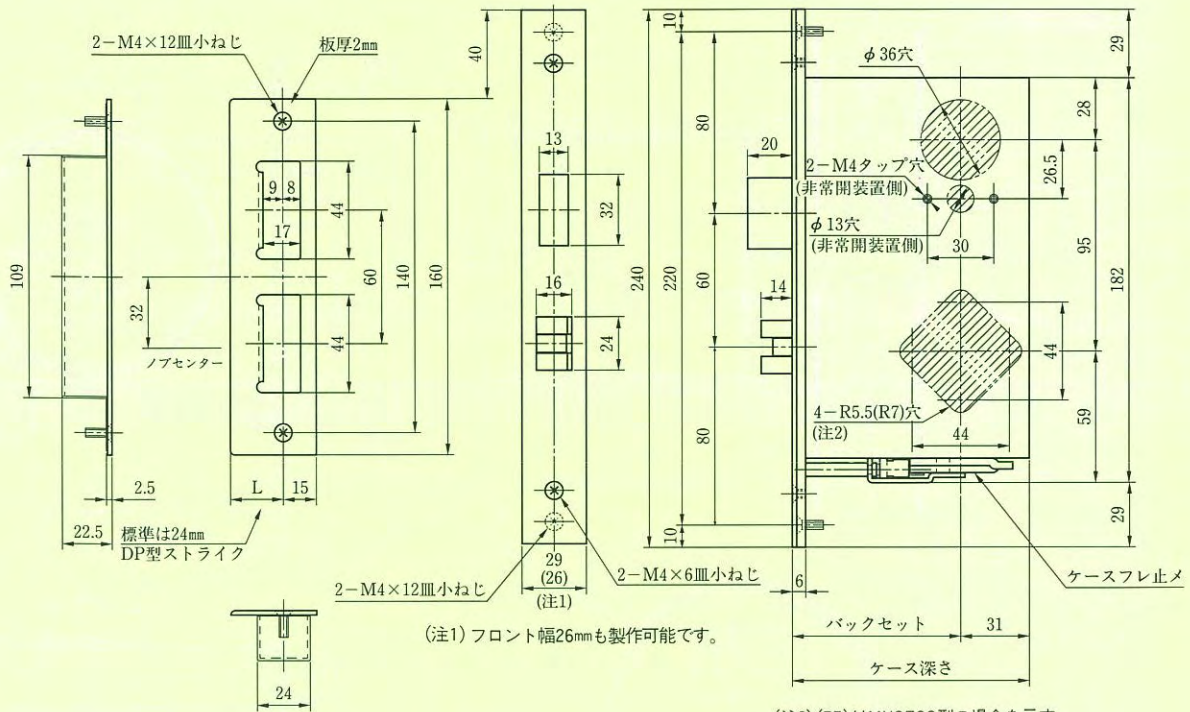 2-M4×12皿小ねじ
板厚2mm
9
8
17
44
44
60
140
160
109
32
ノブセンター
2.5
22.5
L
15
標準は24mm
DP型ストライク
24
40
13
32
16
24
29
(26)
(注1)
2-M4×12皿小ねじ
2-M4×6皿小ねじ
(注1) フロント幅26mmも製作可能です。
10
80
60
80
10
240
220
20
14
φ36穴
2-M4タップ穴
(非常開装置側)
φ13穴
(非常開装置側)
30
4-R5.5(R7)穴
(注2)
44
44
29
28
26.5
95
182
59
29
6
ケースフレ止メ
バックセット
31
ケース深さ